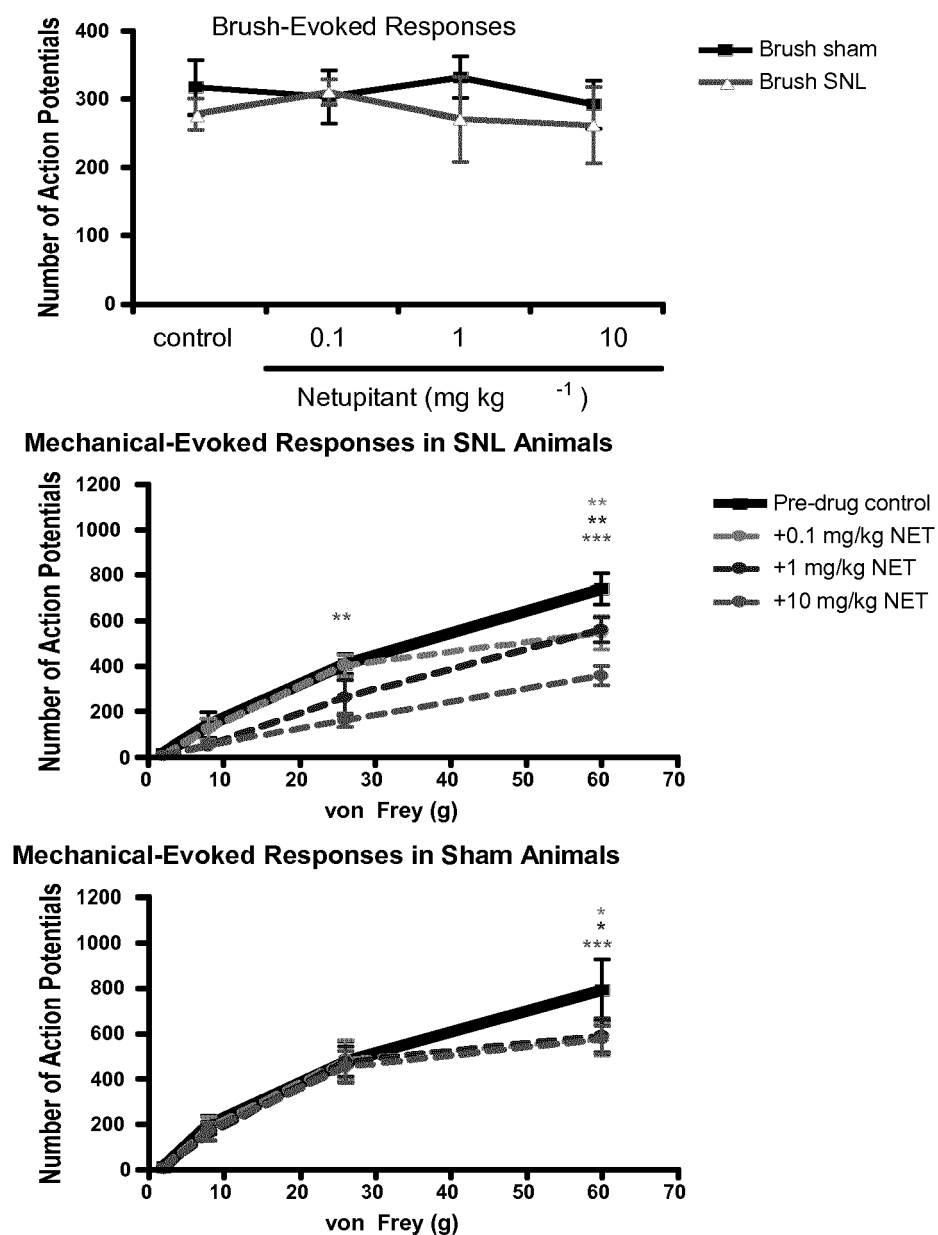 Brush-Evoked Responses
400
300
200
100
0
Number of Action Potentials
control 0.1 1 10
Netupitant (mg kg -1 )
Brush sham
Brush SNL
Mechanical-Evoked Responses in SNL Animals
1200
1000
800
600
400
200
0
Number of Action Potentials
**
**
**
***
0 10 20 30 40 50 60 70
von Frey (g)
Pre-drug control
+0.1 mg/kg NET
+1 mg/kg NET
+10 mg/kg NET
Mechanical-Evoked Responses in Sham Animals
1200
1000
800
600
400
200
0
Number of Action Potentials
*
*
***
0 10 20 30 40 50 60 70
von Frey (g)